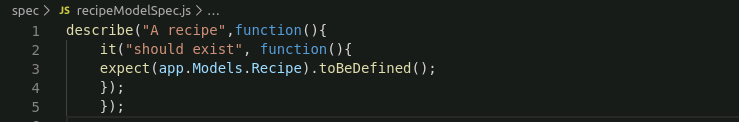 spec > JS recipeModelSpec.js > ...
1 describe("A recipe",function(){
2 it("should exist", function(){
3 expect(app.Models.Recipe).toBeDefined();
4 });
5 });